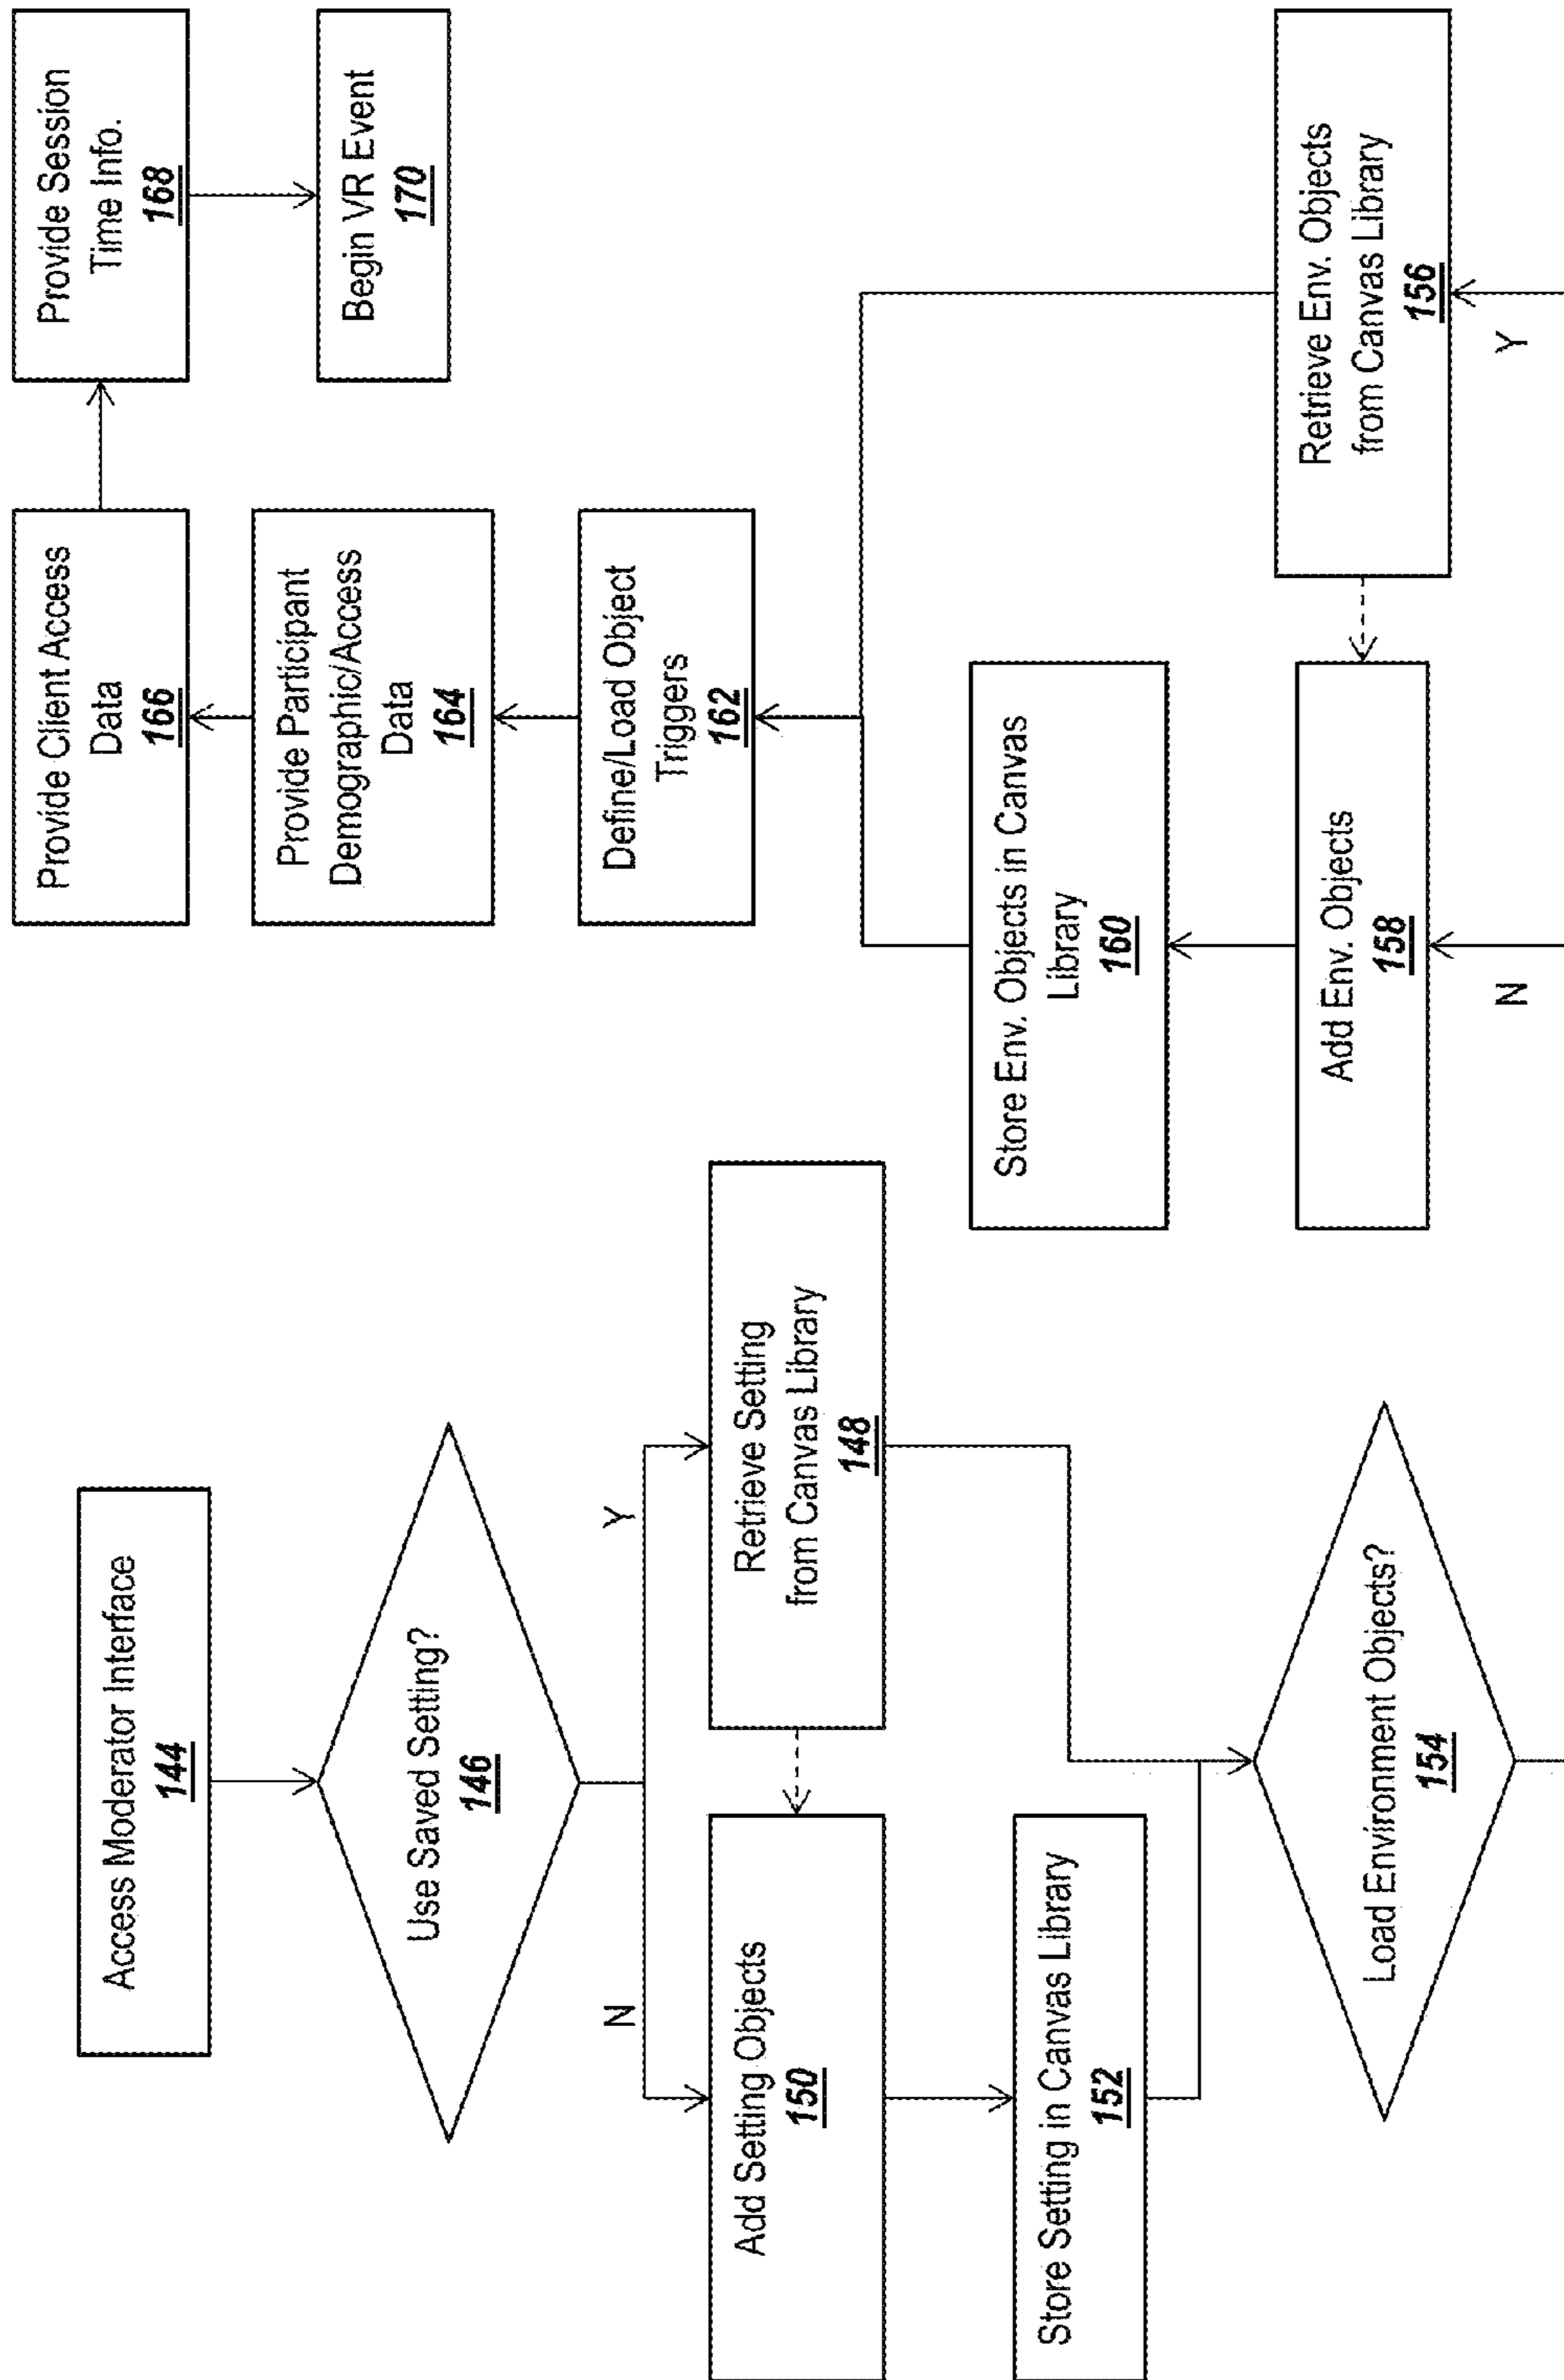 Access Moderator Interface
144
Use Saved Setting?
146
N
Y
Add Setting Objects
150
Retrieve Setting
from Canvas Library
148
Store Setting in Canvas Library
152
Load Environment Objects?
154
N
Y
Retrieve Env. Objects
from Canvas Library
156
Add Env. Objects
158
Store Env. Objects in Canvas
Library
160
Define/Load Object
Triggers
162
Provide Participant
Demographic/Access
Data
164
Provide Client Access
Data
166
Provide Session
Time Info.
168
Begin VR Event
170